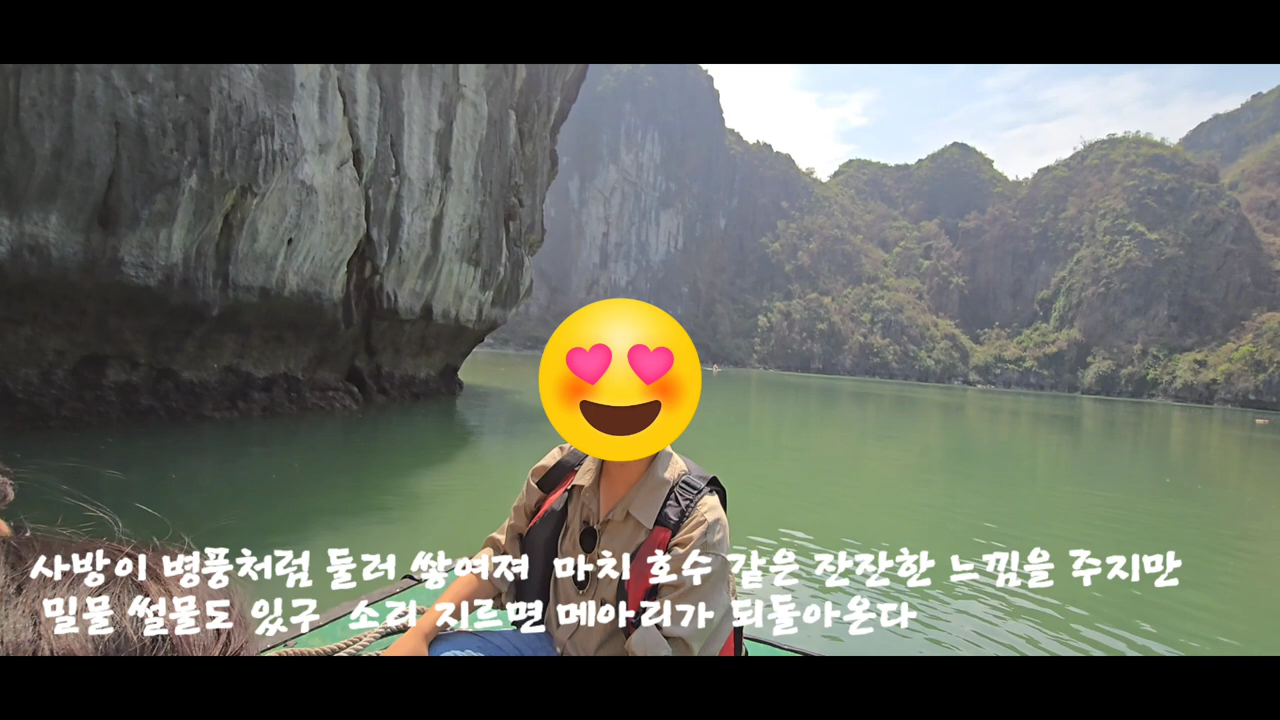 사방이 병풍처럼 둘러 쌓여져 마치 호수 같은 잔잔한 느낌을 주지만
밀물 썰물도 있구 소리 지르면 메아리가 되돌아온다